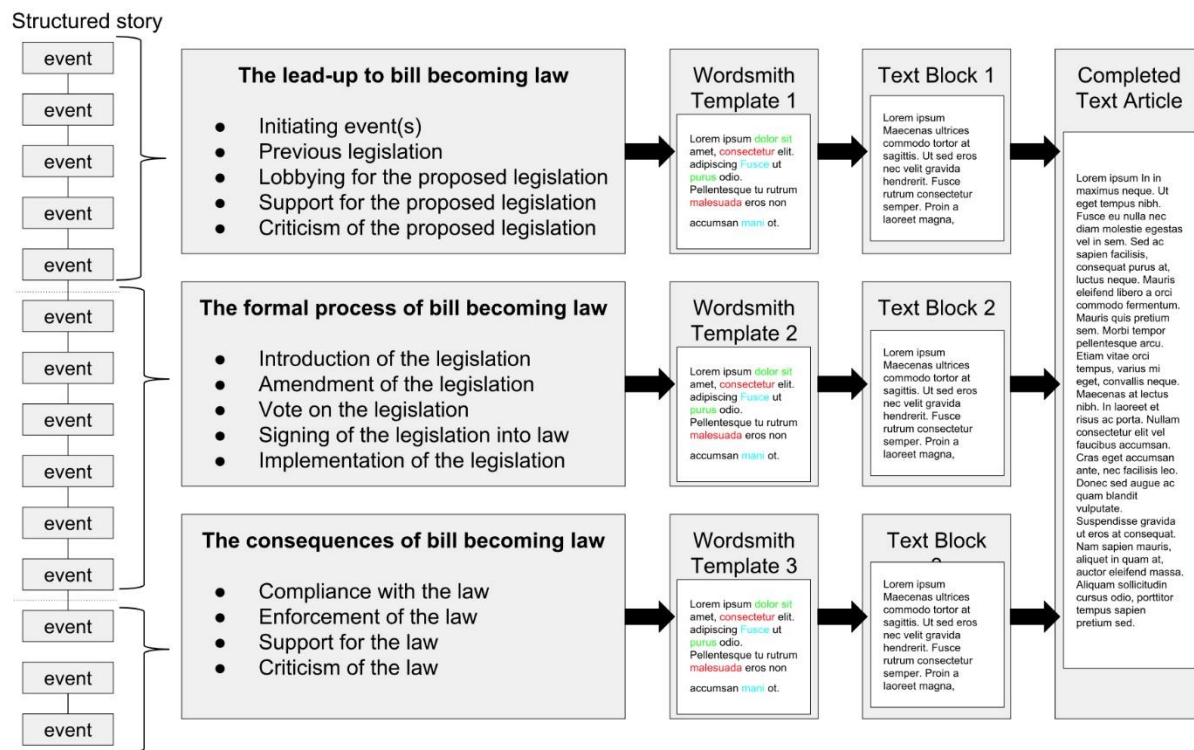 Structured story
event
event
event
event
event
event
event
event
event
event
event
event
event
event
The lead-up to bill becoming law
● Initiating event(s)
● Previous legislation
● Lobbying for the proposed legislation
● Support for the proposed legislation
● Criticism of the proposed legislation
Wordsmith
Template 1
Lorem ipsum dolor sit
amet, consectetur elit.
adipiscing Fusce ut
purus odio.
Pellentesque tu rutrum
malesuada eros non
accumsan mani ot.
Text Block 1
Lorem ipsum
Maecenas ultrices
commodo tortor at
sagittis. Ut sed eros
nec velit gravida
hendrerit. Fusce
rutrum consectetur
semper. Proin a
laoreet magna,
The formal process of bill becoming law
● Introduction of the legislation
● Amendment of the legislation
● Vote on the legislation
● Signing of the legislation into law
● Implementation of the legislation
Wordsmith
Template 2
Lorem ipsum dolor sit
amet, consectetur elit.
adipiscing Fusce ut
purus odio.
Pellentesque tu rutrum
malesuada eros non
accumsan mani ot.
Text Block 2
Lorem ipsum
Maecenas ultrices
commodo tortor at
sagittis. Ut sed eros
nec velit gravida
hendrerit. Fusce
rutrum consectetur
semper. Proin a
laoreet magna,
The consequences of bill becoming law
● Compliance with the law
● Enforcement of the law
● Support for the law
● Criticism of the law
Wordsmith
Template 3
Lorem ipsum dolor sit
amet, consectetur elit.
adipiscing Fusce ut
purus odio.
Pellentesque tu rutrum
malesuada eros non
accumsan mani ot.
Text Block
Lorem ipsum
Maecenas ultrices
commodo tortor at
sagittis. Ut sed eros
nec velit gravida
hendrerit. Fusce
rutrum consectetur
semper. Proin a
laoreet magna,
Completed
Text Article
Lorem ipsum In in
maximus neque. Ut
eget tempus nibh.
Fusce eu nulla nec
diam molestie egestas
vel in sem. Sed ac
sapien facilisis,
consequat purus at,
luctus neque. Mauris
eleifend libero a orci
commodo fermentum.
Mauris quis pretium
sem. Morbi tempor
pellentesque arcu.
Etiam vitae orci
tempus, varius mi
eget, convallis neque.
Maecenas at lectus
nibh. In laoreet et
risus ac porta. Nullam
consectetur elit vel
faucibus accumsan.
Cras eget accumsan
ante, nec facilisis leo.
Donec sed augue ac
quam blandit
vulputate.
Suspendisse gravida
ut eros at consequat.
Nam sapien mauris,
aliquet in quam at,
auctor eleifend massa.
Aliquam sollicitudin
cursus odio, porttitor
tempus sapien
pretium sed.